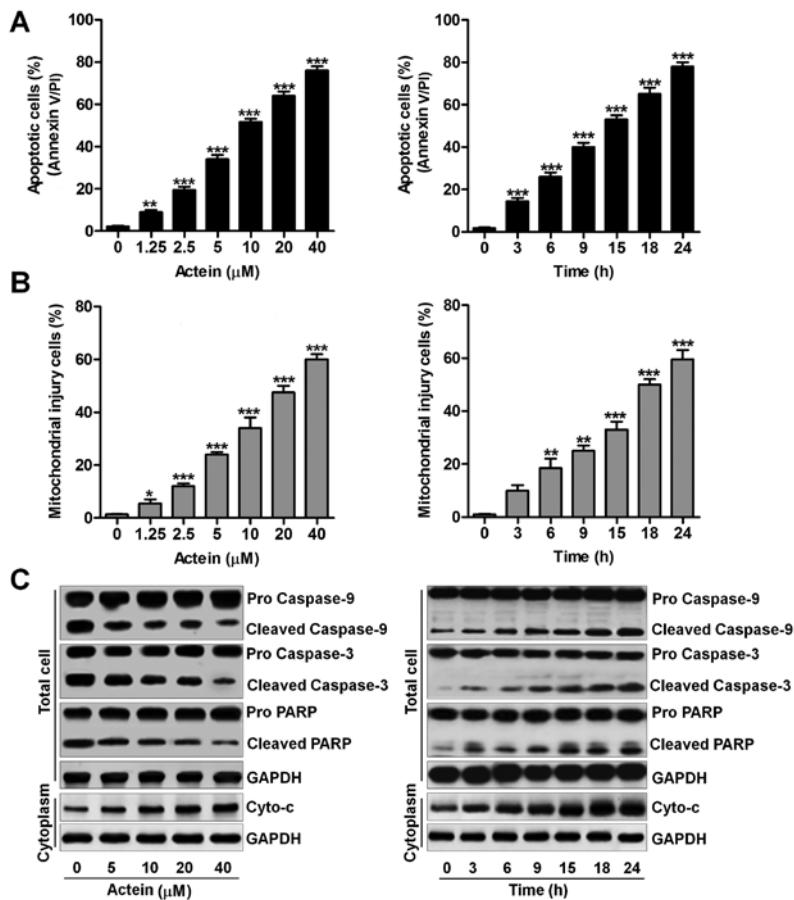 A
Apoptotic cells (%)
(Annexin V/PI)
100
80
60
40
20
0
** *** *** *** *** ***
0 1.25 2.5 5 10 20 40
Actein (μM)
Apoptotic cells (%)
(Annexin V/PI)
100
80
60
40
20
0
*** *** *** *** *** ***
0 3 6 9 15 18 24
Time (h)
B
Mitochondrial injury cells (%)
80
60
40
20
0
* *** *** *** *** ***
0 1.25 2.5 5 10 20 40
Actein (μM)
Mitochondrial injury cells (%)
80
60
40
20
0
** ** *** *** ***
0 3 6 9 15 18 24
Time (h)
C
Total cell
Pro Caspase-9
Cleaved Caspase-9
Pro Caspase-3
Cleaved Caspase-3
Pro PARP
Cleaved PARP
GAPDH
Cytoplasm
Cyto-c
GAPDH
0 5 10 20 40
Actein (μM)
Total cell
Pro Caspase-9
Cleaved Caspase-9
Pro Caspase-3
Cleaved Caspase-3
Pro PARP
Cleaved PARP
GAPDH
Cytoplasm
Cyto-c
GAPDH
0 3 6 9 15 18 24
Time (h)